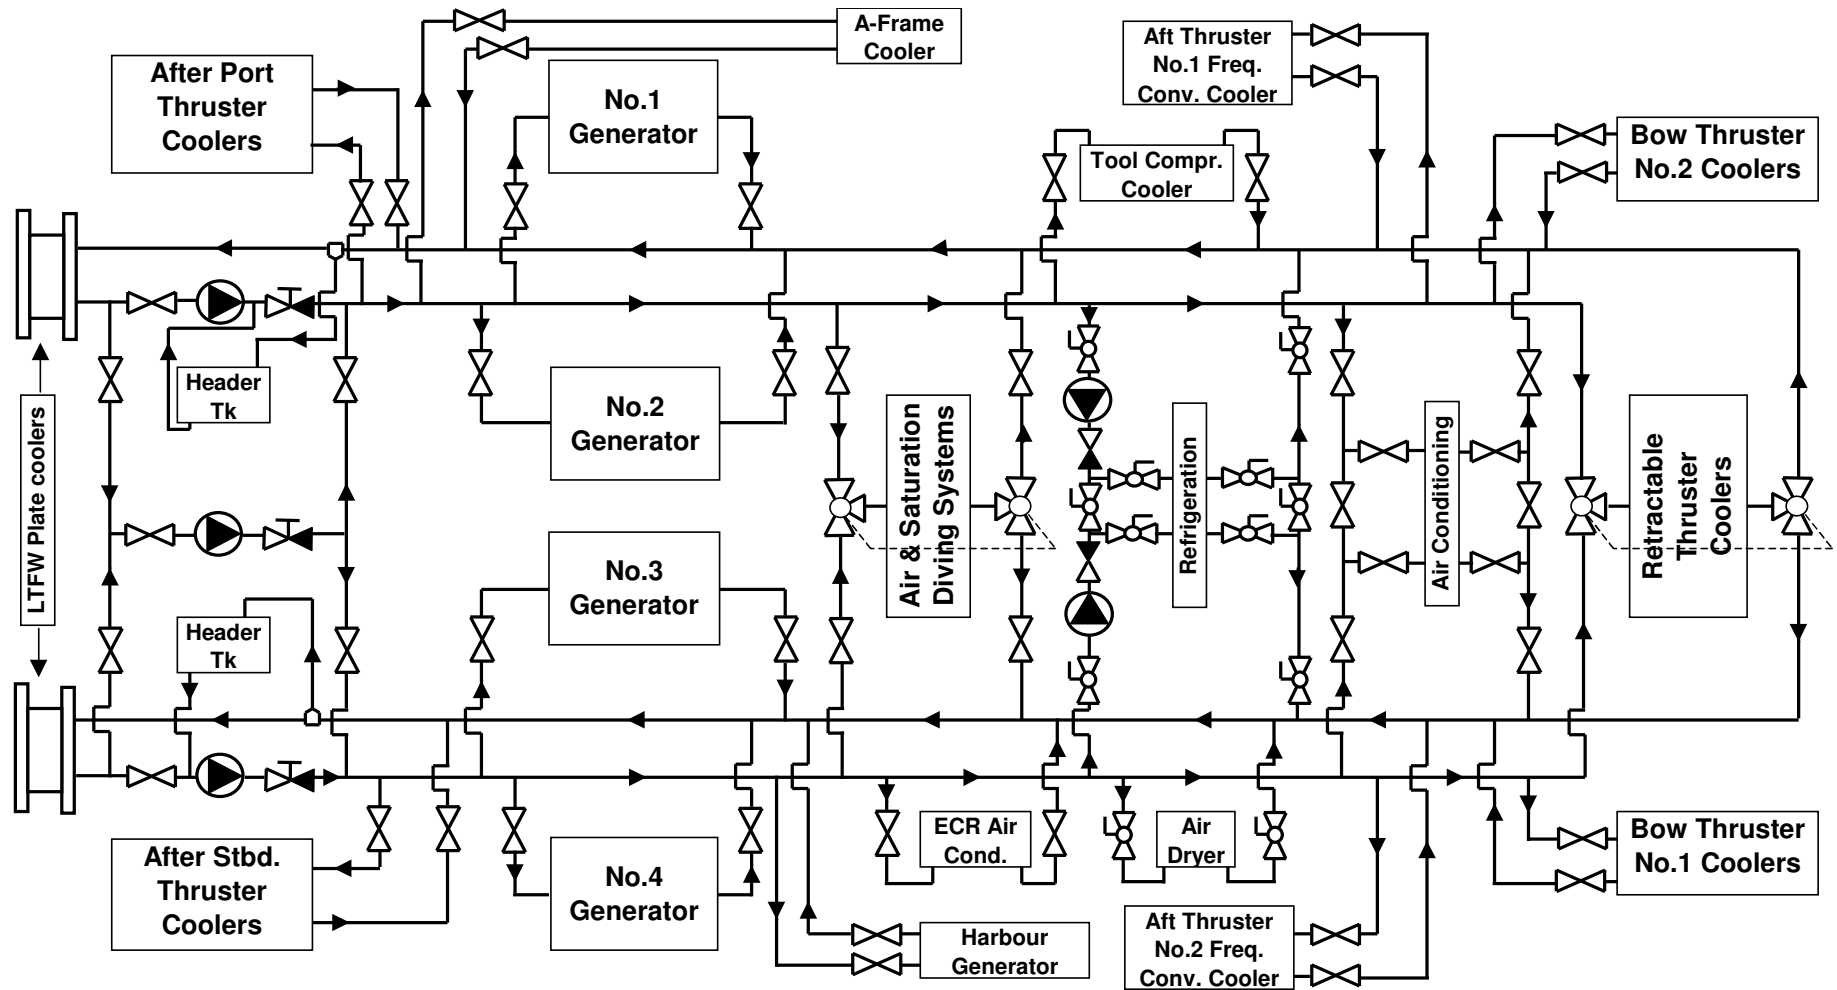 A-Frame
Cooler
Aft Thruster
No.1 Freq.
Conv. Cooler
After Port
Thruster
Coolers
No.1
Generator
Tool Compr.
Cooler
Bow Thruster
No.2 Coolers
Header
Tk
No.2
Generator
LTFW Plate coolers
Air & Saturation
Diving Systems
Refrigeration
Air Conditioning
Retractable
Thruster
Coolers
No.3
Generator
Header
Tk
After Stbd.
Thruster
Coolers
No.4
Generator
ECR Air
Cond.
Air
Dryer
Bow Thruster
No.1 Coolers
Harbour
Generator
Aft Thruster
No.2 Freq.
Conv. Cooler